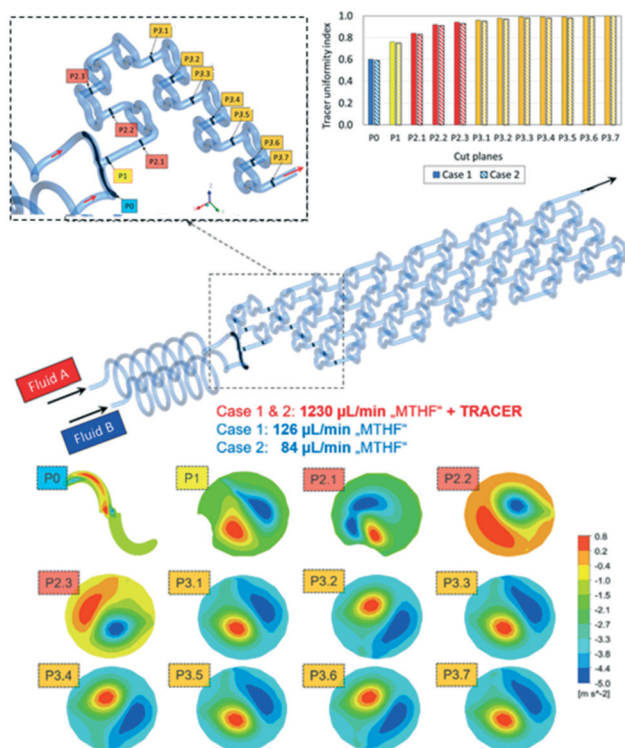 P3.1
P3.2
P3.3
P2.3
P3.4
P3.5
P2.2
P3.6
P3.7
P2.1
P1
P0
Tracer uniformity index
1.0
0.8
0.6
0.4
0.2
0.0
P0 P1 P2.1 P2.2 P2.3 P3.1 P3.2 P3.3 P3.4 P3.5 P3.6 P3.7
Cut planes
Case 1 Case 2
Fluid A
Fluid B
Case 1 & 2: 1230 µL/min „MTHF“ + TRACER
Case 1: 126 µL/min „MTHF“
Case 2: 84 µL/min „MTHF“
P0 P1 P2.1 P2.2
P2.3 P3.1 P3.2 P3.3
P3.4 P3.5 P3.6 P3.7
0.8
0.2
-0.4
-1.0
-1.5
-2.1
-2.7
-3.3
-3.8
-4.4
-5.0
[m s^-2]